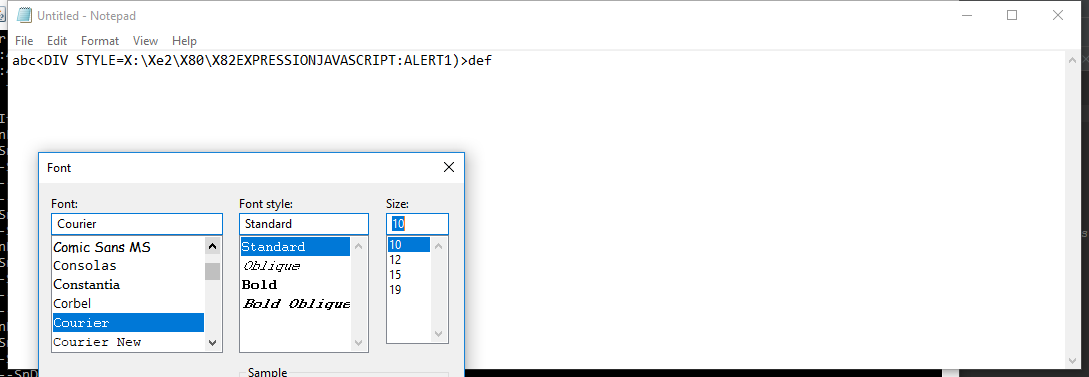 Untitled - Notepad
File Edit Format View Help
abc<DIV STYLE=X:\Xe2\X80\X82EXPRESSIONJAVASCRIPT:ALERT1)>def
Font
Font: Font style: Size:
Courier Standard 10
Comic Sans MS Standard 10
Consolas Oblique 12
Constantia Bold 15
Corbel Bold Oblique 19
Courier
Courier New
Sample